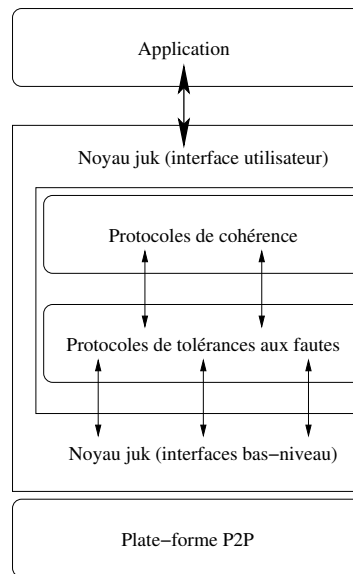 Application
Noyau juk (interface utilisateur)
Protocoles de cohérence
Protocoles de tolérances aux fautes
Noyau juk (interfaces bas−niveau)
Plate−forme P2P